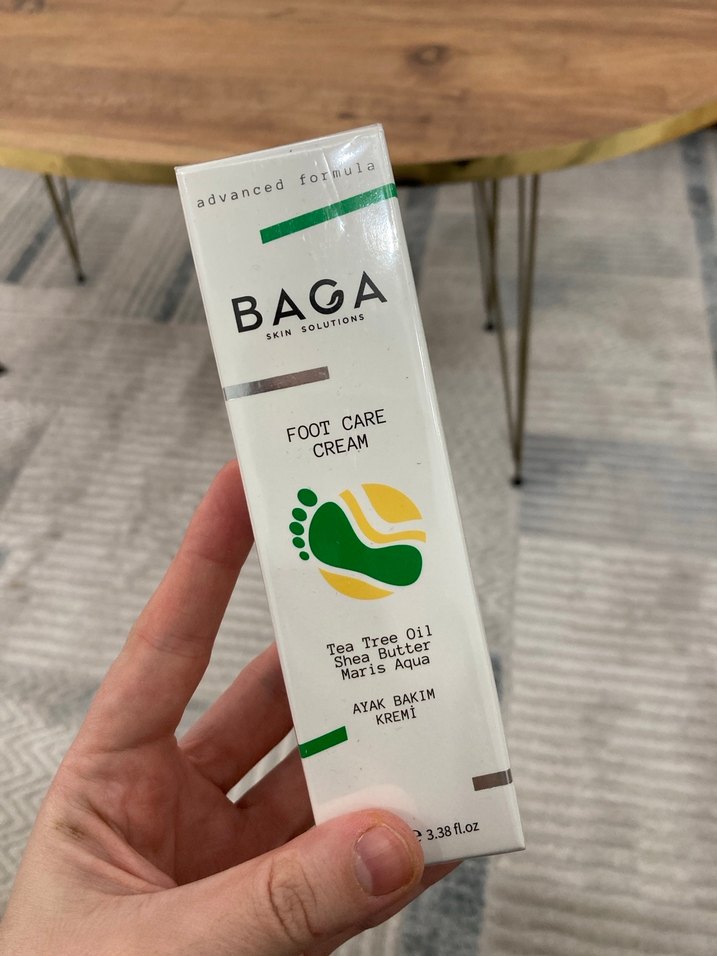 advanced formula
BAGA
SKIN SOLUTIONS
FOOT CARE
CREAM
Tea Tree Oil
Shea Butter
Maris Aqua
AYAK BAKIM
KREMİ
℮ 3.38 fl.oz